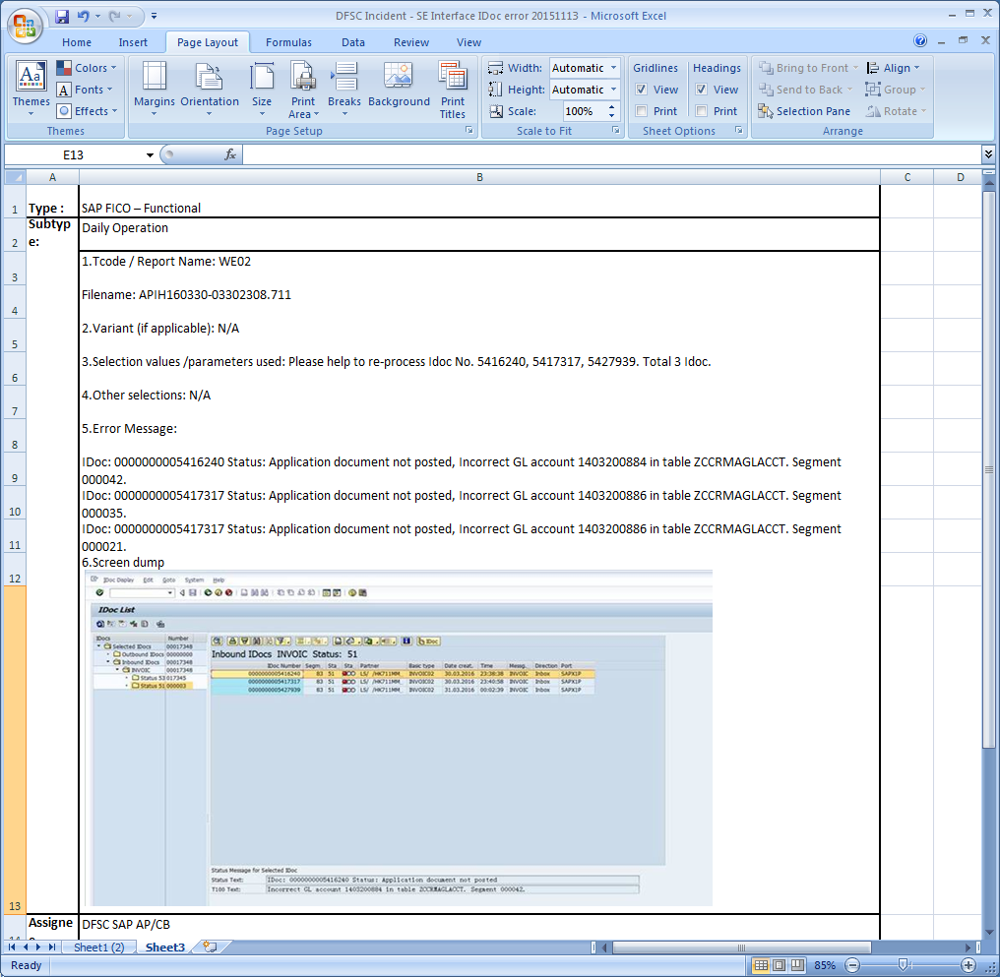 DFSC Incident - SE Interface IDoc error 20151113 - Microsoft Excel
Home Insert Page Layout Formulas Data Review View
Themes Colors Fonts Effects
Themes
Margins Orientation Size Print Area Breaks Background Print Titles
Page Setup
Width: Automatic
Height: Automatic
Scale: 100%
Scale to Fit
Gridlines Headings
View View
Print Print
Sheet Options
Bring to Front Align
Send to Back Group
Selection Pane Rotate
Arrange
E13 fx
A B C D
1 Type : SAP FICO – Functional
Subtyp
2 e: Daily Operation
3 1.Tcode / Report Name: WE02
4 Filename: APIH160330-03302308.711
5 2.Variant (if applicable): N/A
6 3.Selection values /parameters used: Please help to re-process Idoc No. 5416240, 5417317, 5427939. Total 3 Idoc.
7 4.Other selections: N/A
8 5.Error Message:
9 IDoc: 0000000005416240 Status: Application document not posted, Incorrect GL account 1403200884 in table ZCCRMAGLACCT. Segment
000042.
10 IDoc: 0000000005417317 Status: Application document not posted, Incorrect GL account 1403200886 in table ZCCRMAGLACCT. Segment
000035.
11 IDoc: 0000000005417317 Status: Application document not posted, Incorrect GL account 1403200886 in table ZCCRMAGLACCT. Segment
000021.
12 6.Screen dump
IDoc Display Edit Goto System Help
IDoc List
IDocs Number
Selected IDocs 00017348
Outbound IDocs 00000000
Inbound IDocs 00017348
INVOIC 00017348
Status 53 017345
Status 51 000003
IDoc
Inbound IDocs INVOIC Status: 51
IDoc Number Segm Sta Sta Partner Basic type Date creat. Time Messg. Direction Port
0000000005416240 83 51 LS/ /HK711MM_ INVOIC02 30.03.2016 23:38:38 INVOIC Inbox SAPX1P
0000000005417317 83 51 LS/ /HK711MM_ INVOIC02 30.03.2016 23:40:58 INVOIC Inbox SAPX1P
0000000005427939 83 51 LS/ /HK711MM_ INVOIC02 31.03.2016 00:02:39 INVOIC Inbox SAPX1P
Status Message for Selected IDoc
Status Text: IDoc: 0000000005416240 Status: Application document not posted
T100 Text: Incorrect GL account 1403200884 in table ZCCRMAGLACCT. Segment 000042.
13
Assigne DFSC SAP AP/CB
14
Sheet1 (2) Sheet3
Ready 85%